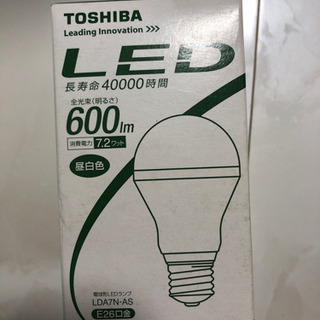 TOSHIBA
Leading Innovation >>>
LED
長寿命 40000時間
全光束(明るさ)
600lm
消費電力 7.2ワット
昼白色
電球形LEDランプ
LDA7N-AS
E26口金